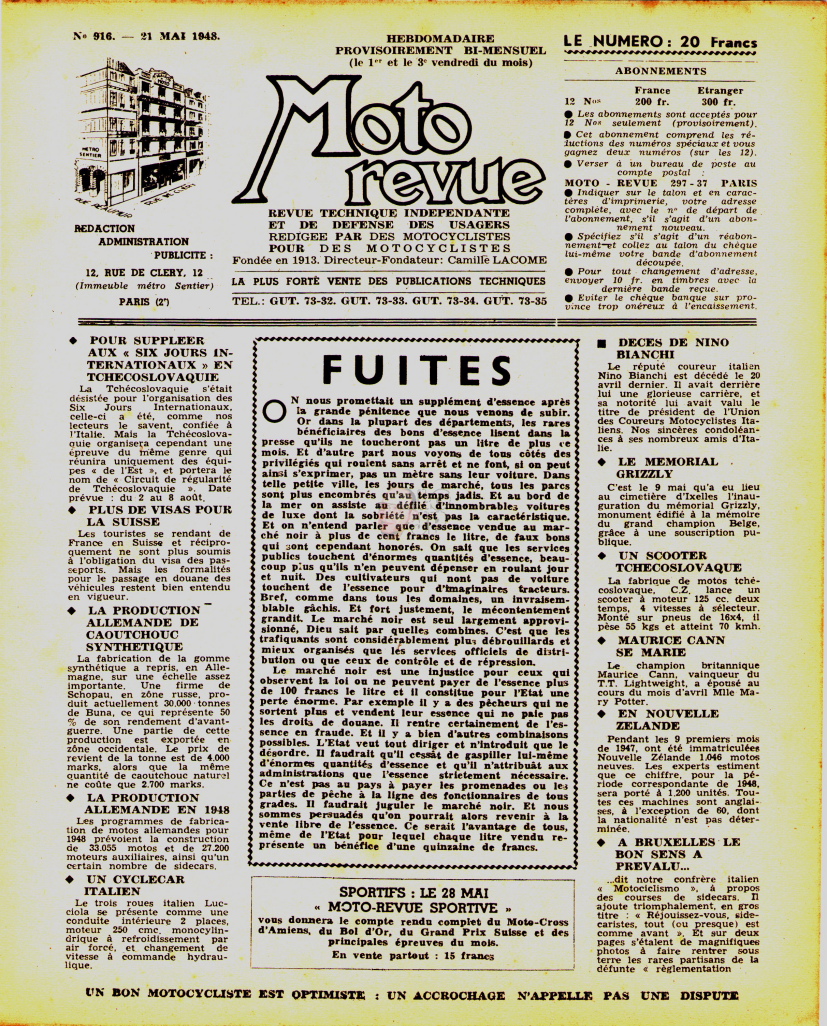 No 916. — 21 MAI 1948.
HEBDOMADAIRE
PROVISOIREMENT BI-MENSUEL
(le 1er et le 3e vendredi du mois)
Moto
revue
METRO
SENTIER
REDACTION
ADMINISTRATION
PUBLICITE :
12, RUE DE CLERY, 12
(Immeuble métro Sentier)
PARIS (2e)
REVUE TECHNIQUE INDEPENDANTE
ET DE DEFENSE DES USAGERS
REDIGEE PAR DES MOTOCYCLISTES
POUR DES MOTOCYCLISTES
Fondée en 1913. Directeur-Fondateur: Camille LACOME
LA PLUS FORTE VENTE DES PUBLICATIONS TECHNIQUES
TEL.: GUT. 73-32. GUT. 73-33. GUT. 73-34. GUT. 73-35
LE NUMERO : 20 Francs
ABONNEMENTS
France Etranger
12 Nos 200 fr. 300 fr.
● Les abonnements sont acceptés pour
12 Nos seulement (provisoirement).
● Cet abonnement comprend les ré-
ductions des numéros spéciaux et vous
gagnez deux numéros (sur les 12).
● Verser à un bureau de poste au
compte postal :
MOTO - REVUE 297-37 PARIS
● Indiquer sur le talon et en carac-
tères d'imprimerie, votre adresse
complète, avec le n° de départ de
l'abonnement, s'il s'agit d'un abon-
nement nouveau.
● Spécifiez s'il s'agit d'un réabon-
nement et collez au talon du chèque
lui-même votre bande d'abonnement
découpée.
● Pour tout changement d'adresse,
envoyer 10 fr. en timbres avec la
dernière bande reçue.
● Eviter le chèque banque sur pro-
vince trop onéreux à l'encaissement.
◆ POUR SUPPLEER
AUX « SIX JOURS IN-
TERNATIONAUX » EN
TCHECOSLOVAQUIE
La Tchécoslovaquie s'était
désistée pour l'organisation des
Six Jours Internationaux,
celle-ci a été, comme nos
lecteurs le savent, confiée à
l'Italie. Mais la Tchécoslova-
quie organisera cependant une
épreuve du même genre qui
réunira uniquement des équi-
pes « de l'Est », et portera le
nom de « Circuit de régularité
de Tchécoslovaquie ». Date
prévue : du 2 au 8 août.
◆ PLUS DE VISAS POUR
LA SUISSE
Les touristes se rendant de
France en Suisse et récipro-
quement ne sont plus soumis
à l'obligation du visa des pas-
seports. Mais les formalités
pour le passage en douane des
véhicules restent bien entendu
en vigueur.
◆ LA PRODUCTION
ALLEMANDE DE
CAOUTCHOUC
SYNTHETIQUE
La fabrication de la gomme
synthétique a repris, en Alle-
magne, sur une échelle assez
importante. Une firme de
Schopau, en zône russe, pro-
duit actuellement 30.000 tonnes
de Buna, ce qui représente 50
% de son rendement d'avant-
guerre. Une partie de cette
production est exportée en
zône occidentale. Le prix de
revient de la tonne est de 4.000
marks, alors que la même
quantité de caoutchouc naturel
ne coûte que 2.700 marks.
◆ LA PRODUCTION
ALLEMANDE EN 1948
Les programmes de fabrica-
tion de motos allemandes pour
1948 prévoient la construction
de 33.055 motos et de 27.200
moteurs auxiliaires, ainsi qu'un
certain nombre de sidecars.
◆ UN CYCLECAR
ITALIEN
Le trois roues italien Luc-
ciola se présente comme une
conduite intérieure 2 places,
moteur 250 cmc, monocylin-
drique à refroidissement par
air forcé, et changement de
vitesse à commande hydrau-
lique.
FUITES
ON nous promettait un supplément d'essence après
la grande pénitence que nous venons de subir.
Or dans la plupart des départements, les rares
bénéficiaires des bons d'essence lisent dans la
presse qu'ils ne toucheront pas un litre de plus ce
mois. Et d'autre part nous voyons de tous côtés des
privilégiés qui roulent sans arrêt et ne font, si on peut
ainsi s'exprimer, pas un mètre sans leur voiture. Dans
telle petite ville, les jours de marché, tous les parcs
sont plus encombrés qu'au temps jadis. Et au bord de
la mer on assiste au défilé d'innombrables voitures
de luxe dont la sobriété n'est pas la caractéristique.
Et on n'entend parler que d'essence vendue au mar-
ché noir à plus de cent francs le litre, de faux bons
qui sont cependant honorés. On sait que les services
publics touchent d'énormes quantités d'essence, beau-
coup plus qu'ils n'en peuvent dépenser en roulant jour
et nuit. Des cultivateurs qui nont pas de voiture
touchent de l'essence pour d'imaginaires tracteurs.
Bref, comme dans tous les domaines, un invraisem-
blable gâchis. Et fort justement, le mécontentement
grandit. Le marché noir est seul largement approvi-
sionné, Dieu sait par quelles combines. C'est que les
trafiquants sont considérablement plus débrouillards et
mieux organisés que les services officiels de distri-
bution ou que ceux de contrôle et de répression.
Le marché noir est une injustice pour ceux qui
observent la loi ou ne peuvent payer de l'essence plus
de 100 francs le litre et il constitue pour l'Etat une
perte énorme. Par exemple il y a des pêcheurs qui ne
sortent plus et vendent leur essence qui ne paie pas
les droits de douane. Il rentre certainement de l'es-
sence en fraude. Et il y a bien d'autres combinaisons
possibles. L'Etat veut tout diriger et n'introduit que le
désordre. Il faudrait qu'il cessât de gaspiller lui-même
d'énormes quantités d'essence et qu'il n'attribuât aux
administrations que l'essence strictement nécessaire.
Ce n'est pas au pays à payer les promenades ou les
parties de pêche à la ligne des fonctionnaires de tous
grades. Il faudrait juguler le marché noir. Et nous
sommes persuadés qu'on pourrait alors revenir à la
vente libre de l'essence. Ce serait l'avantage de tous,
même de l'Etat pour lequel chaque litre vendu re-
présente un bénéfice d'une quinzaine de francs.
SPORTIFS : LE 28 MAI
« MOTO-REVUE SPORTIVE »
vous donnera le compte rendu complet du Moto-Cross
d'Amiens, du Bol d'Or, du Grand Prix Suisse et des
principales épreuves du mois.
En vente partout : 15 francs
■ DECES DE NINO
BIANCHI
Le réputé coureur italien
Nino Bianchi est décédé le 20
avril dernier. Il avait derrière
lui une glorieuse carrière, et
sa notorité lui avait valu le
titre de président de l'Union
des Coureurs Motocyclistes Ita-
liens. Nos sincères condoléan-
ces à ses nombreux amis d'Ita-
lie.
◆ LE MEMORIAL
GRIZZLY
C'est le 9 mai qu'a eu lieu
au cimetière d'Ixelles l'inau-
guration du mémorial Grizzly,
monument édifié à la mémoire
du grand champion Belge,
grâce à une souscription pu-
blique.
◆ UN SCOOTER
TCHECOSLOVAQUE
La fabrique de motos tché-
coslovaque, C.Z. lance un
scooter à moteur 125 cc. deux
temps, 4 vitesses à sélecteur.
Monté sur pneus de 16x4, il
pèse 55 kgs et atteint 70 kmh.
◆ MAURICE CANN
SE MARIE
Le champion britannique
Maurice Cann, vainqueur du
T.T. Lightweight, a épousé au
cours du mois d'avril Mlle Ma-
ry Potter.
◆ EN NOUVELLE
ZELANDE
Pendant les 9 premiers mois
de 1947, ont été immatriculées
Nouvelle Zélande 1.046 motos
neuves. Les experts estiment
que ce chiffre, pour la pé-
riode correspondante de 1948,
sera porté à 1.200 unités. Tou-
tes ces machines sont anglai-
ses, à l'exception de 60, dont
la nationalité n'est pas déter-
minée.
◆ A BRUXELLES LE
BON SENS A
PREVALU...
...dit notre confrère italien
« Motociclismo », à propos
des courses de sidecars. Il
ajoute triomphalement, en gros
titre : « Réjouissez-vous, side-
caristes, tout (ou presque) est
comme avant ». Et sur deux
pages s'étalent de magnifiques
photos à faire rentrer sous
terre les rares partisans de la
défunte « règlementation
UN BON MOTOCYCLISTE EST OPTIMISTE : UN ACCROCHAGE N'APPELLE PAS UNE DISPUTE